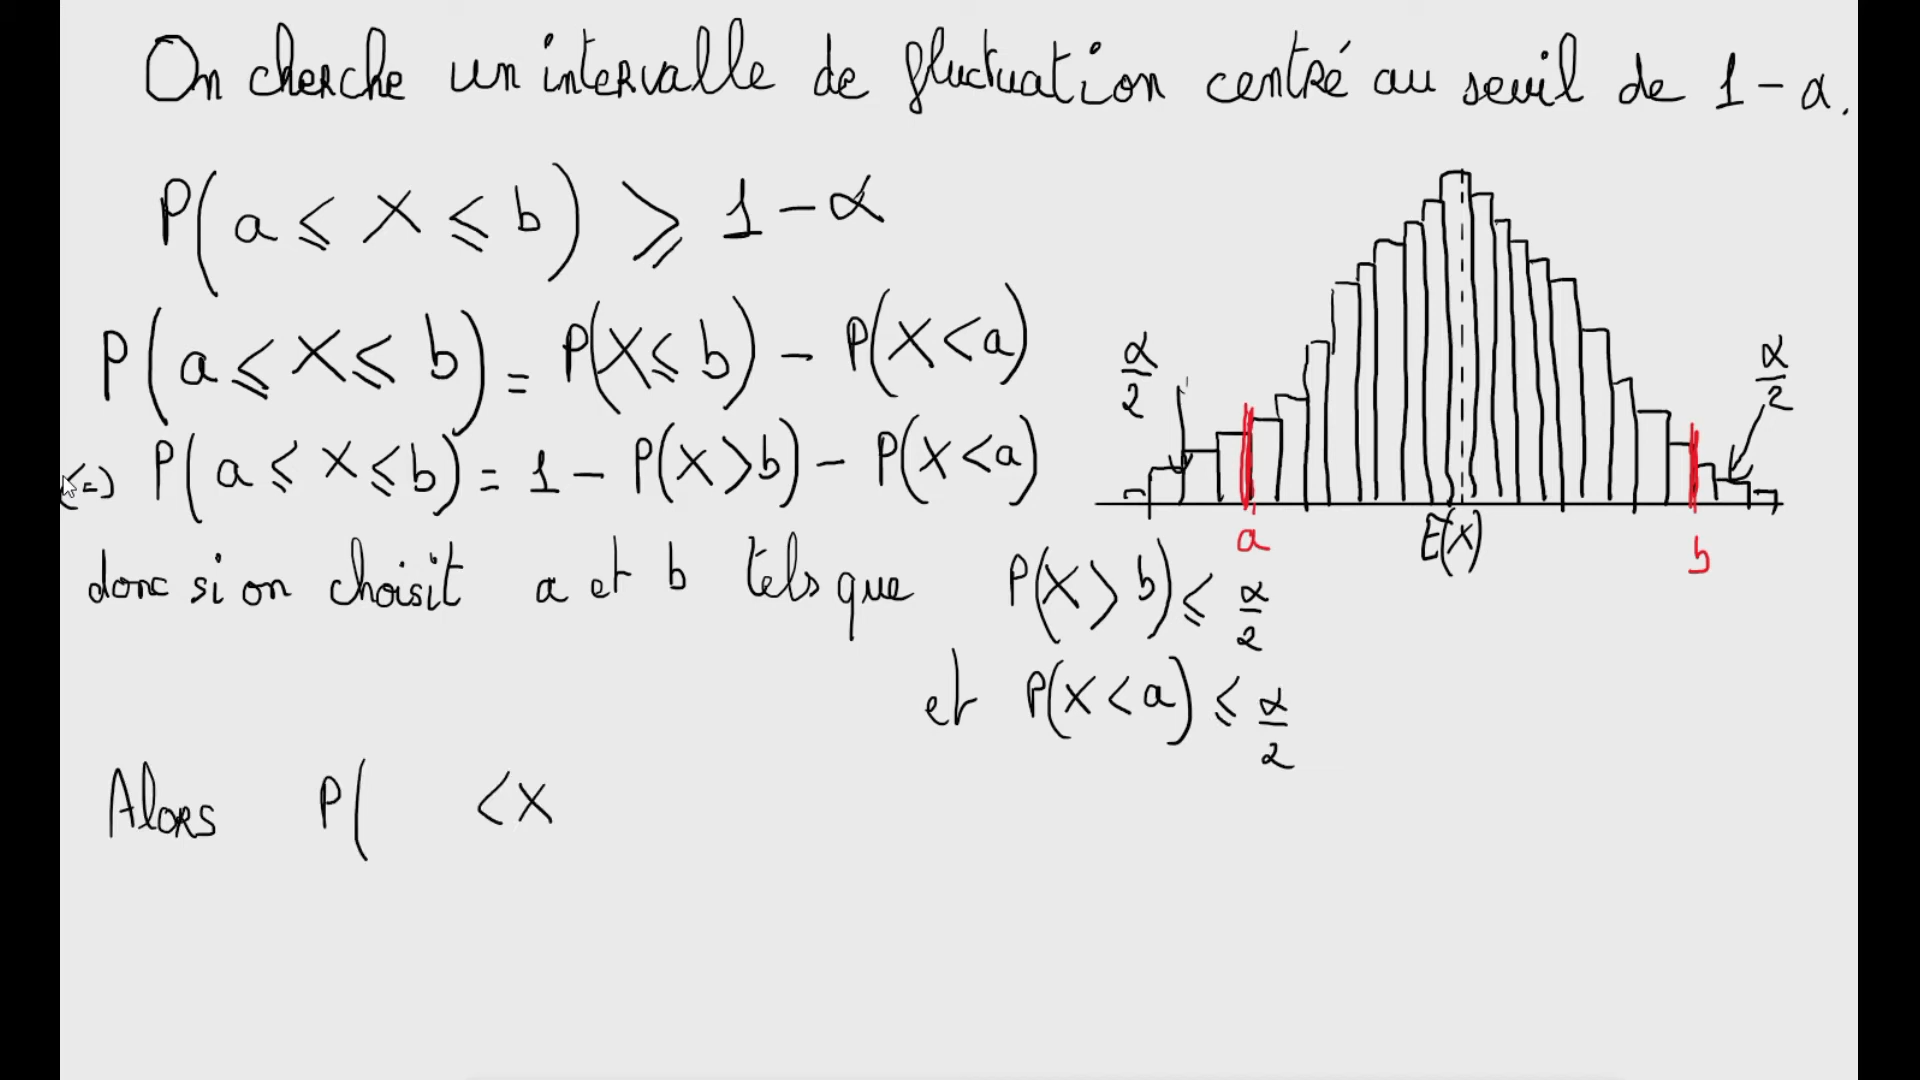 On cherche un intervalle de fluctuation centré au seuil de 1 - α.
P(a ⩽ X ⩽ b) ⩾ 1 - α
P(a ⩽ X ⩽ b) = P(X ⩽ b) - P(X < a)
(=) P(a ⩽ X ⩽ b) = 1 - P(X > b) - P(X < a)
α/2
α/2
a
E(X)
b
donc si on choisit a et b tels que P(X > b) ⩽ α/2
et P(X < a) ⩽ α/2
Alors P( < X